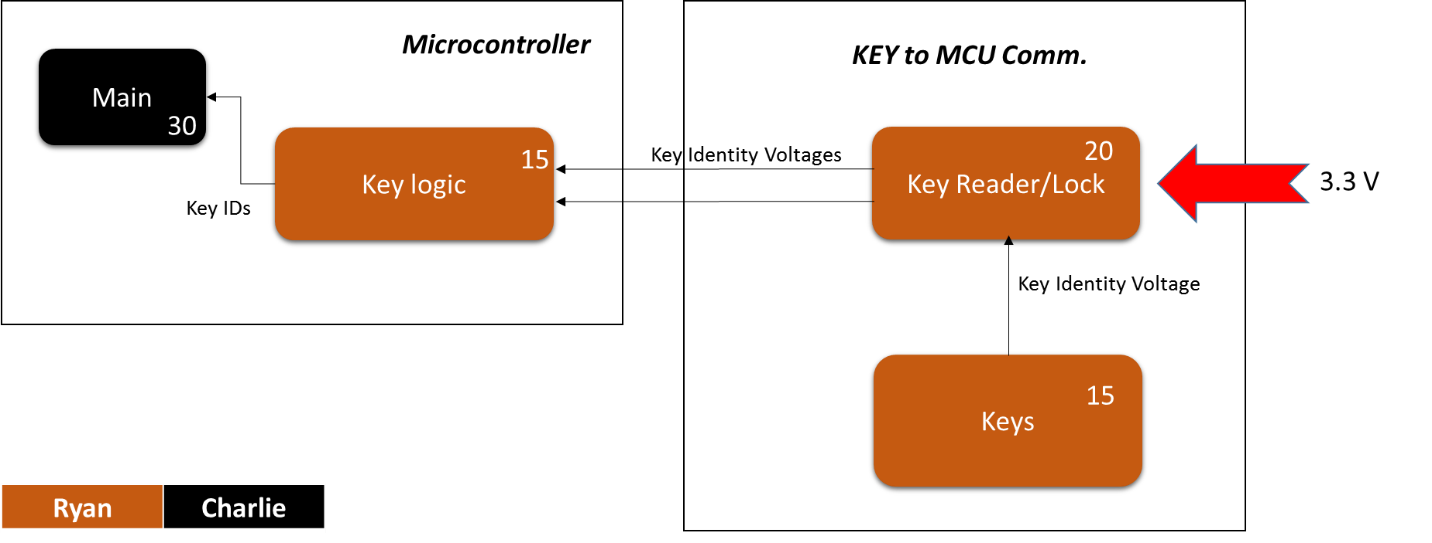 Microcontroller
Main
30
15
Key logic
Key IDs
Key Identity Voltages
KEY to MCU Comm.
20
Key Reader/Lock
3.3 V
Key Identity Voltage
15
Keys
Ryan
Charlie